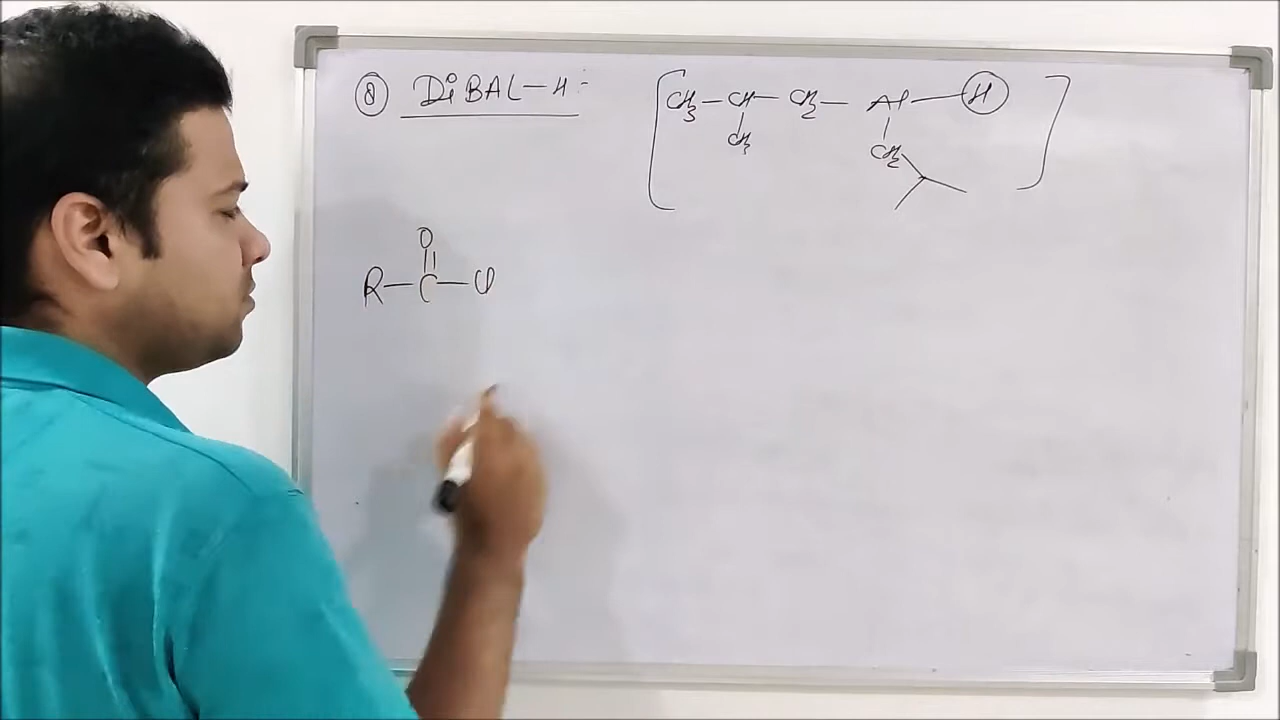 ⑧ DiBAL-H :-
[CH₃-CH-CH₂-Al-H]
CH₃ CH₂
O
R-C-Cl